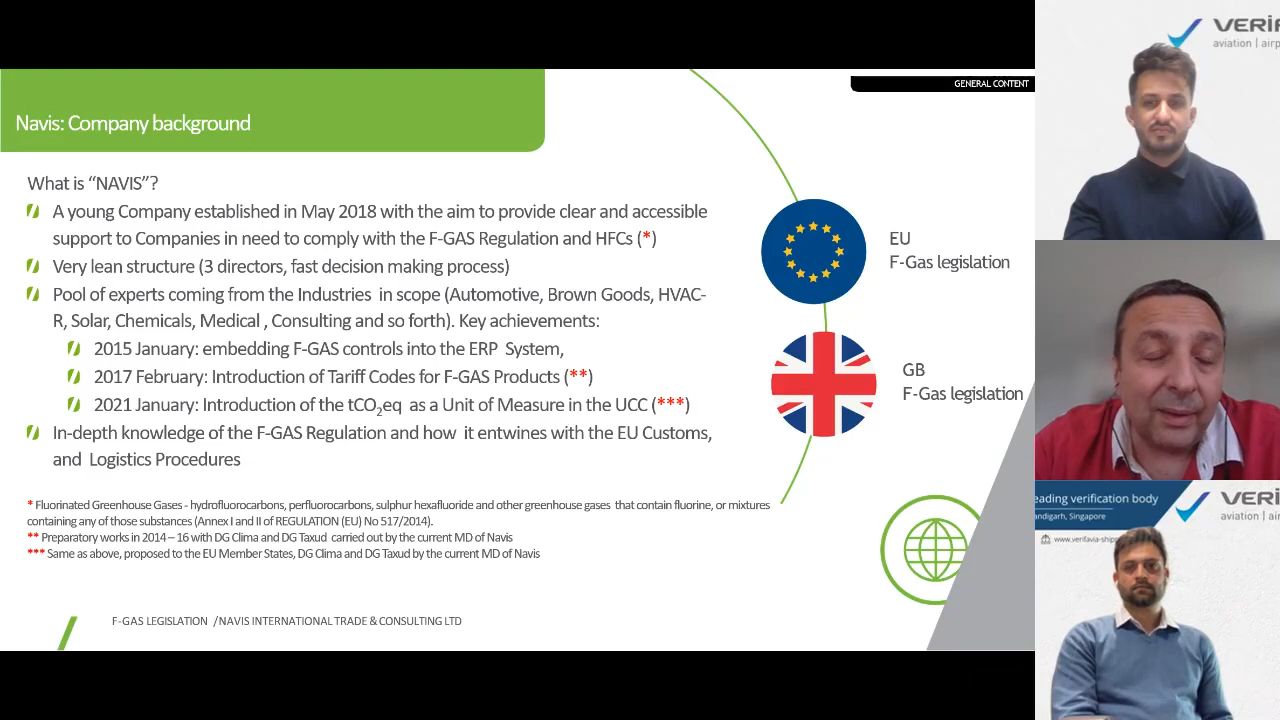 GENERAL CONTENT
Navis: Company background
What is “NAVIS”?
A young Company established in May 2018 with the aim to provide clear and accessible
support to Companies in need to comply with the F-GAS Regulation and HFCs (*)
Very lean structure (3 directors, fast decision making process)
Pool of experts coming from the Industries in scope (Automotive, Brown Goods, HVAC-
R, Solar, Chemicals, Medical , Consulting and so forth). Key achievements:
2015 January: embedding F-GAS controls into the ERP System,
2017 February: Introduction of Tariff Codes for F-GAS Products (**)
2021 January: Introduction of the tCO2eq as a Unit of Measure in the UCC (***)
In-depth knowledge of the F-GAS Regulation and how it entwines with the EU Customs,
and Logistics Procedures
* Fluorinated Greenhouse Gases - hydrofluorocarbons, perfluorocarbons, sulphur hexafluoride and other greenhouse gases that contain fluorine, or mixtures
containing any of those substances (Annex I and II of REGULATION (EU) No 517/2014).
** Preparatory works in 2014 – 16 with DG Clima and DG Taxud carried out by the current MD of Navis
*** Same as above, proposed to the EU Member States, DG Clima and DG Taxud by the current MD of Navis
F-GAS LEGISLATION /NAVIS INTERNATIONAL TRADE & CONSULTING LTD
EU
F-Gas legislation
GB
F-Gas legislation
VERIF
aviation | airp
eading verification body
andigarh, Singapore
VERI
aviation | airp
www.verifavia-shipp